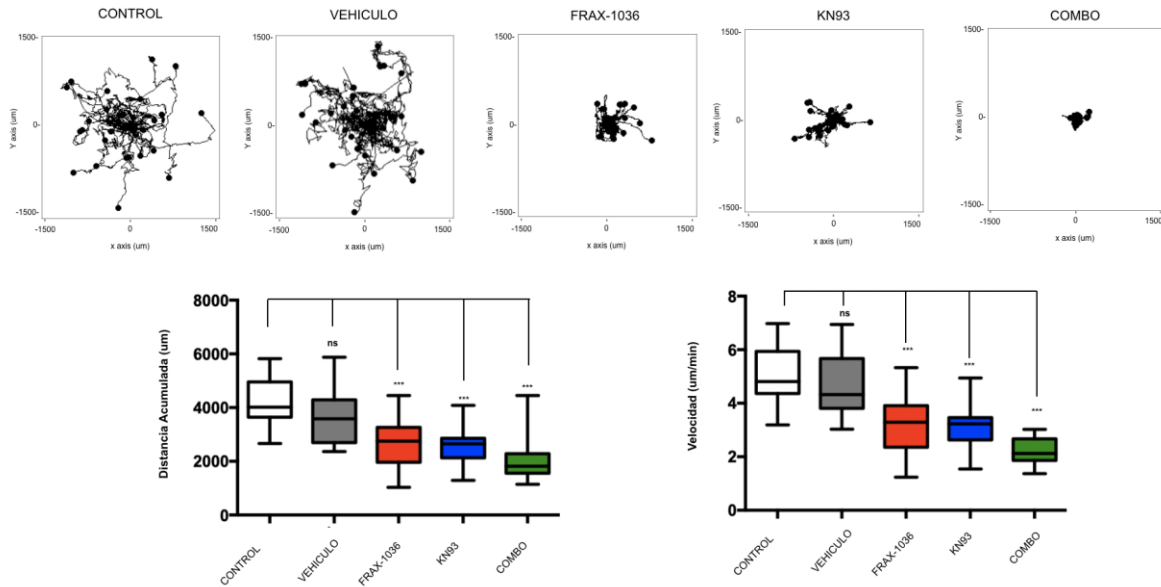 CONTROL
VEHICULO
FRAX-1036
KN93
COMBO
1500-
Y axis (um)
0-
-1500-
-1500
0
1500
x axis (um)
1500-
Y axis (um)
0-
-1500-
-1500
0
1500
x axis (um)
1500-
Y axis (um)
0-
-1500-
-1500
0
1500
x axis (um)
1500-
Y axis (um)
0-
-1500-
-1500
0
1500
x axis (um)
1500-
Y axis (um)
0-
-1500-
-1500
0
1500
x axis (um)
Distancia Acumulada (um)
8000
6000
4000
2000
0
ns
***
***
***
CONTROL
VEHICULO
FRAX-1036
KN93
COMBO
Velocidad (um/min)
8
6
4
2
0
ns
***
***
***
CONTROL
VEHICULO
FRAX-1036
KN93
COMBO